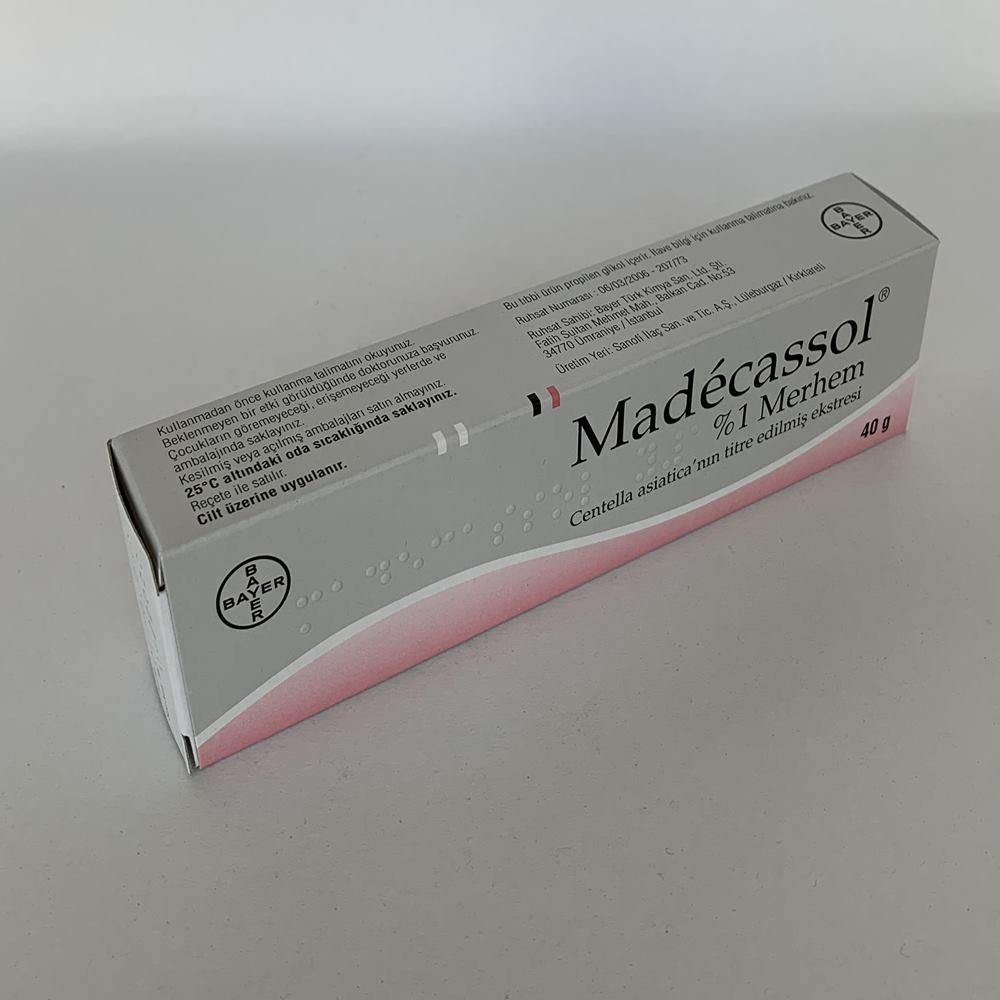 Kullanmadan önce kullanma talimatını okuyunuz.
Beklenmeyen bir etki görüldüğünde doktorunuza başvurunuz.
Çocukların göremeyeceği, erişemeyeceği yerlerde ve
ambalajında saklayınız.
Kesilmiş veya açılmış ambalajları satın almayınız.
25°C altındaki oda sıcaklığında saklayınız.
Reçete ile satılır.
Cilt üzerine uygulanır.
Bu tıbbi ürün propilen glikol içerir. İlave bilgi için kullanma talimatına bakınız.
Ruhsat Numarası : 06/03/2006 - 207/73
Ruhsat Sahibi: Bayer Türk Kimya San. Ltd. Şti.
Fatih Sultan Mehmet Mah., Balkan Cad. No:53
34770 Ümraniye / İstanbul
Üretim Yeri: Sanofi İlaç San. ve Tic. A.Ş., Lüleburgaz / Kırklareli
BAYER
BAYER
Madécassol®
%1 Merhem
Centella asiatica'nın titre edilmiş ekstresi
40 g
BAYER
BAYER